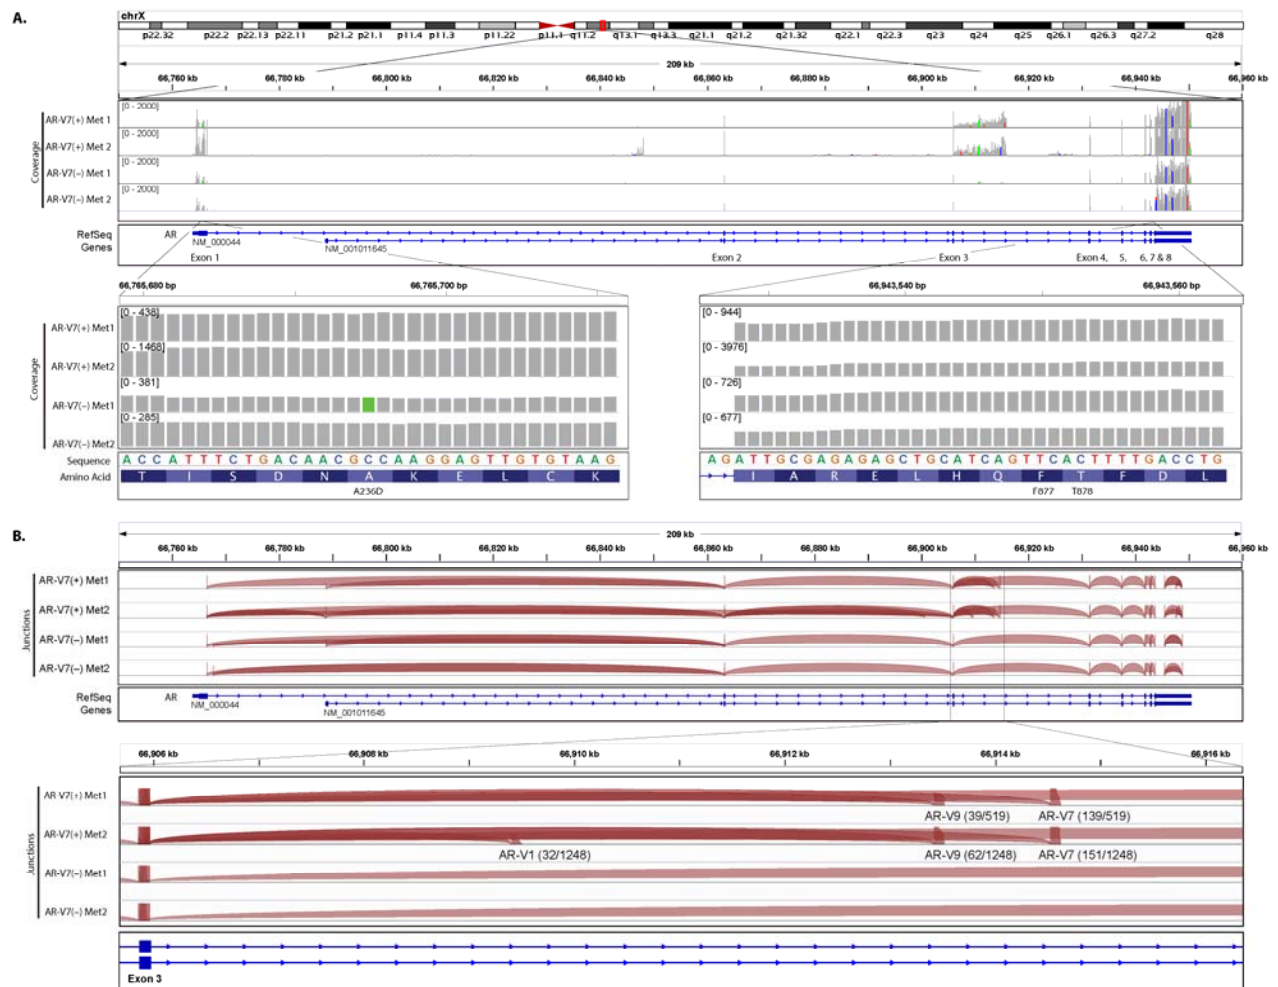 A.
chrX
p22.32 p22.2 p22.13 p22.11 p21.2 p21.1 p11.4 p11.3 p11.22 p11.1 q11.2 q13.1 q13.3 q21.1 q21.2 q21.32 q22.1 q22.3 q23 q24 q25 q26.1 q26.3 q27.2 q28
209 kb
66,760 kb 66,780 kb 66,800 kb 66,820 kb 66,840 kb 66,860 kb 66,880 kb 66,900 kb 66,920 kb 66,940 kb 66,960 kb
Coverage
[0 - 2000]
AR-V7(+) Met 1
[0 - 2000]
AR-V7(+) Met 2
[0 - 2000]
AR-V7(−) Met 1
[0 - 2000]
AR-V7(−) Met 2
RefSeq Genes
AR
NM_000044
NM_001011645
Exon 1 Exon 2 Exon 3 Exon 4, 5, 6, 7 & 8
66,765,680 bp 66,765,700 bp
66,943,540 bp 66,943,560 bp
Coverage
[0 - 438] [0 - 944]
AR-V7(+) Met1
[0 - 1468] [0 - 3976]
AR-V7(+) Met2
[0 - 381] [0 - 726]
AR-V7(−) Met1
[0 - 285] [0 - 677]
AR-V7(−) Met2
Sequence A C C A T T T C T G A C A A C G C C A A G G A G T T G T G T A A G
A G A T T G C G A G A G A G C T G C A T C A G T T C A C T T T T G A C C T G
Amino Acid T I S D N A K E L C K
I A R E L H Q F T F D L
A236D
F877 T878
B.
209 kb
66,760 kb 66,780 kb 66,800 kb 66,820 kb 66,840 kb 66,860 kb 66,880 kb 66,900 kb 66,920 kb 66,940 kb 66,960 kb
Junctions
AR-V7(+) Met1
AR-V7(+) Met2
AR-V7(−) Met1
AR-V7(−) Met2
RefSeq Genes
AR
NM_000044
NM_001011645
66,906 kb 66,908 kb 66,910 kb 66,912 kb 66,914 kb 66,916 kb
Junctions
AR-V7(+) Met1
AR-V9 (39/519) AR-V7 (139/519)
AR-V7(+) Met2
AR-V1 (32/1248) AR-V9 (62/1248) AR-V7 (151/1248)
AR-V7(−) Met1
AR-V7(−) Met2
Exon 3